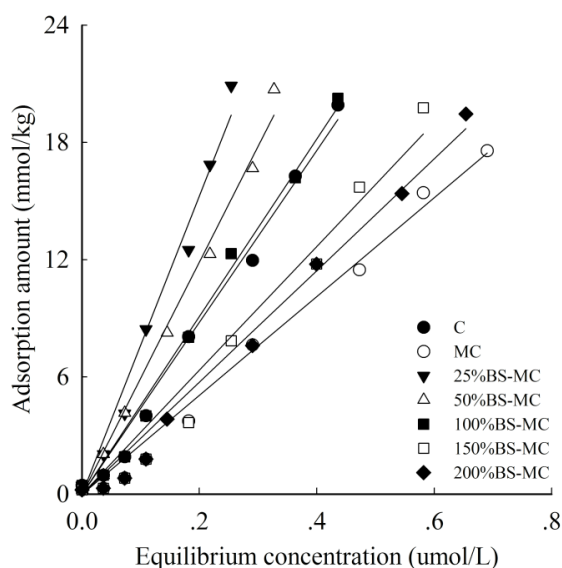 24
18
12
6
0
Adsorption amount (mmol/kg)
C
MC
25%BS-MC
50%BS-MC
100%BS-MC
150%BS-MC
200%BS-MC
0.0 .2 .4 .6 .8
Equilibrium concentration (umol/L)